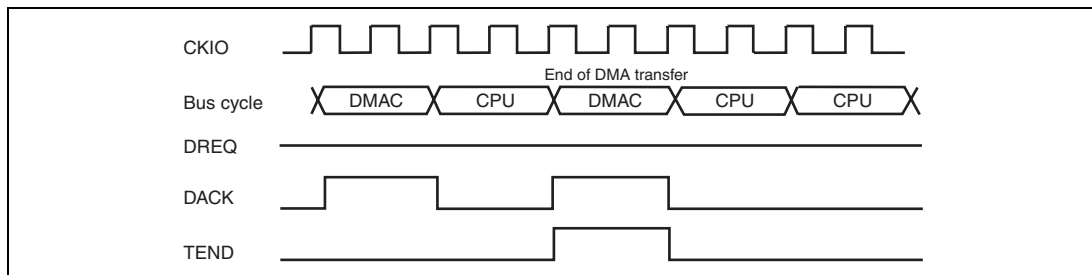 CKIO
End of DMA transfer
Bus cycle DMAC CPU DMAC CPU CPU
DREQ
DACK
TEND